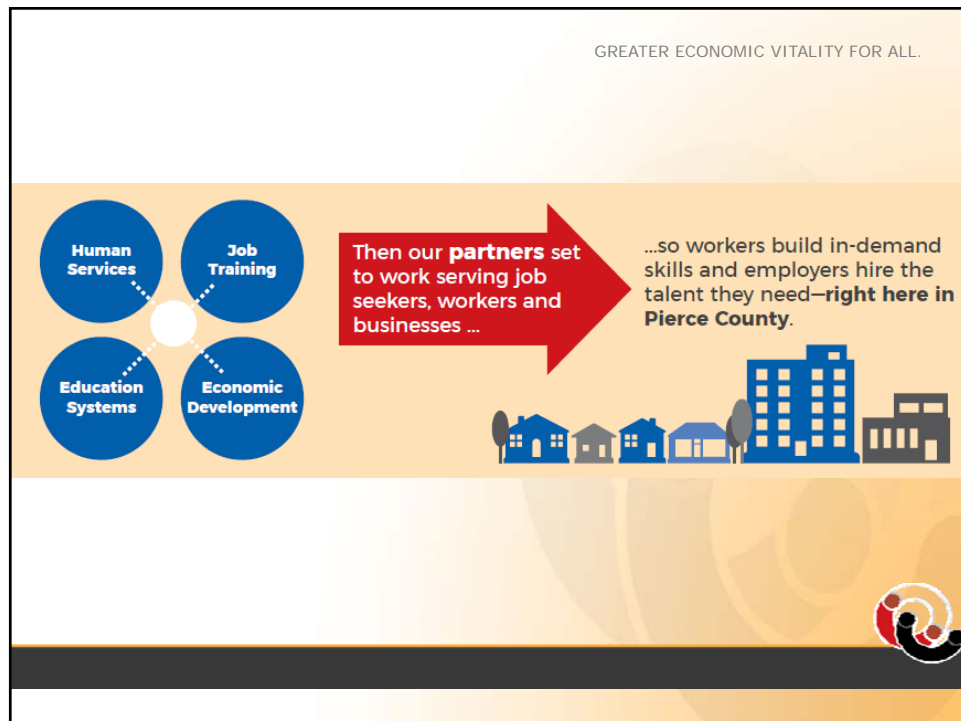 GREATER ECONOMIC VITALITY FOR ALL.
Human
Services
Job
Training
Education
Systems
Economic
Development
Then our partners set
to work serving job
seekers, workers and
businesses ...
...so workers build in-demand
skills and employers hire the
talent they need—right here in
Pierce County.